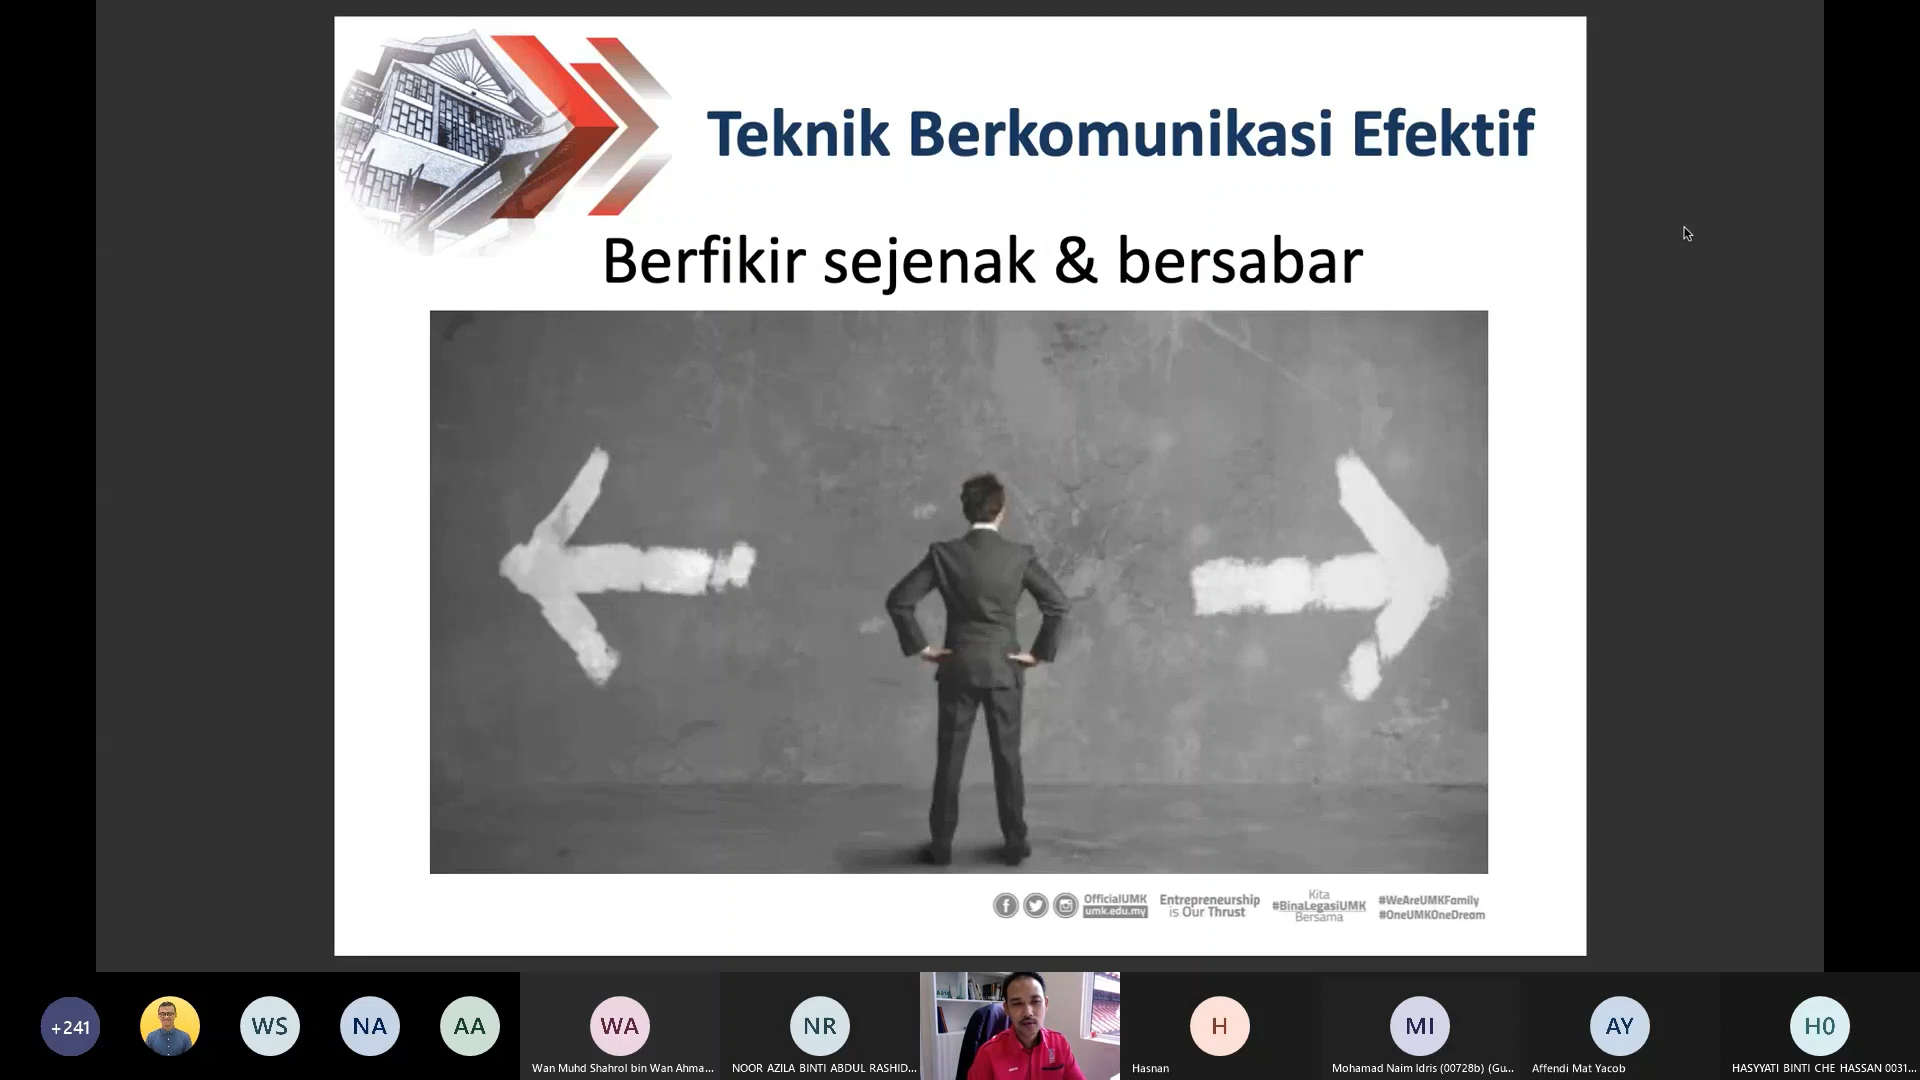 Teknik Berkomunikasi Efektif
Berfikir sejenak & bersabar
OfficialUMK
umk.edu.my
Entrepreneurship
is Our Thrust
Kita
#BinaLegasiUMK
Bersama
#WeAreUMKFamily
#OneUMKOneDream
+241
WS
NA
AA
WA
NR
H
MI
AY
H0
Wan Muhd Shahrol bin Wan Ahma...
NOOR AZILA BINTI ABDUL RASHID...
Hasnan
Mohamad Naim Idris (00728b) (Gu...
Affendi Mat Yacob
HASYYATI BINTI CHE HASSAN 0031...